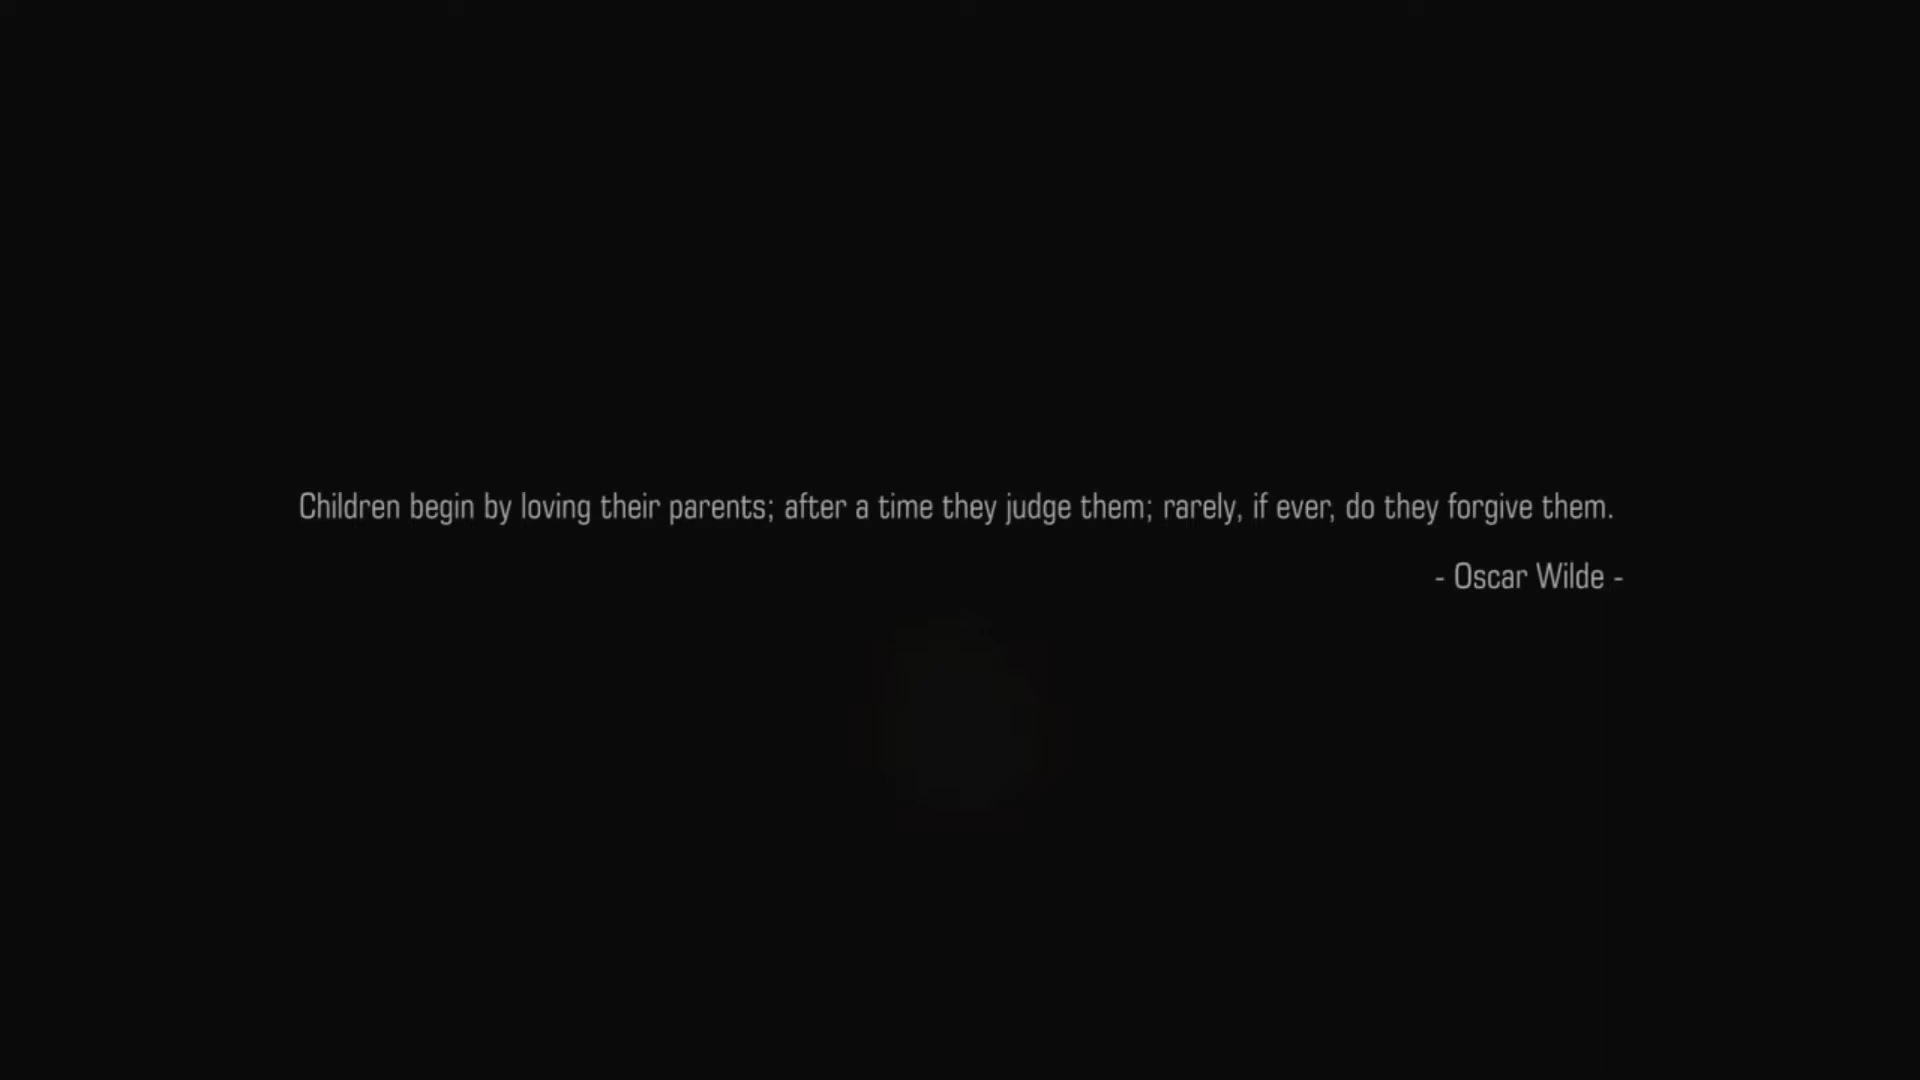 Children begin by loving their parents; after a time they judge them; rarely, if ever, do they forgive them.
- Oscar Wilde -